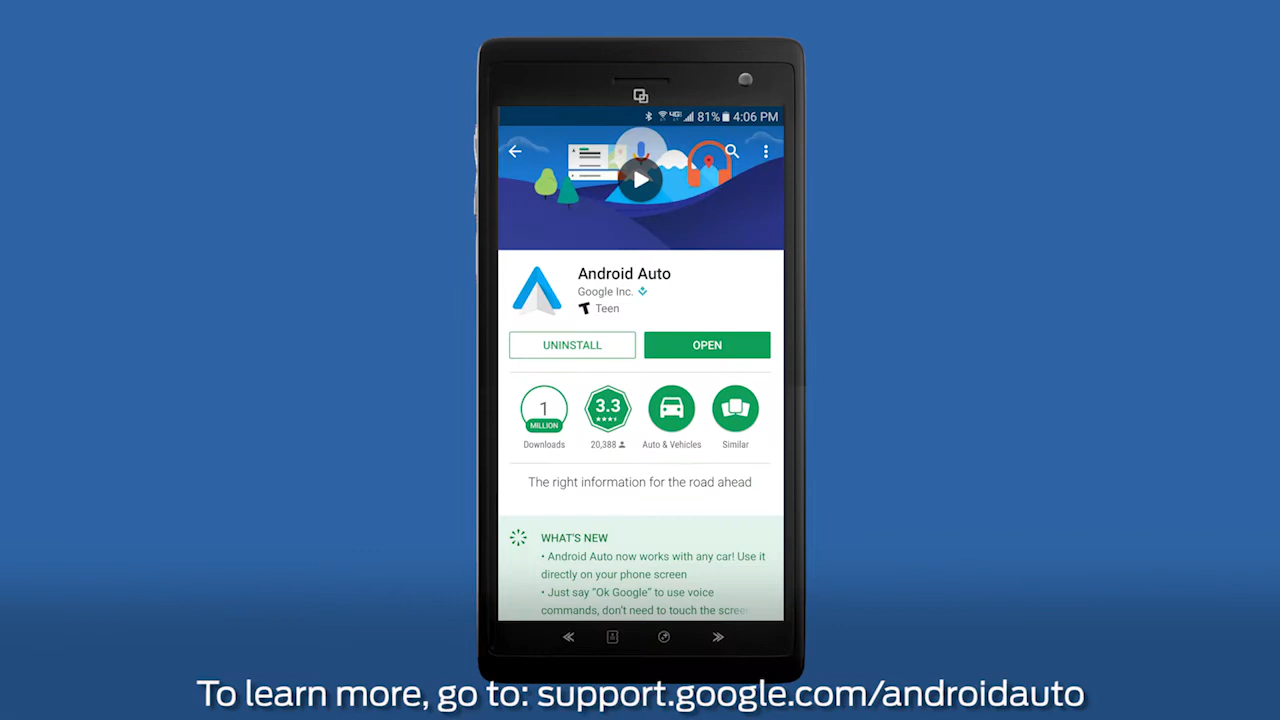 81% 4:06 PM
Android Auto
Google Inc.
Teen
UNINSTALL
OPEN
1
MILLION
Downloads
3.3
20,388
Auto & Vehicles
Similar
The right information for the road ahead
WHAT'S NEW
• Android Auto now works with any car! Use it
directly on your phone screen
• Just say "Ok Google" to use voice
commands, don't need to touch the screen
To learn more, go to: support.google.com/androidauto